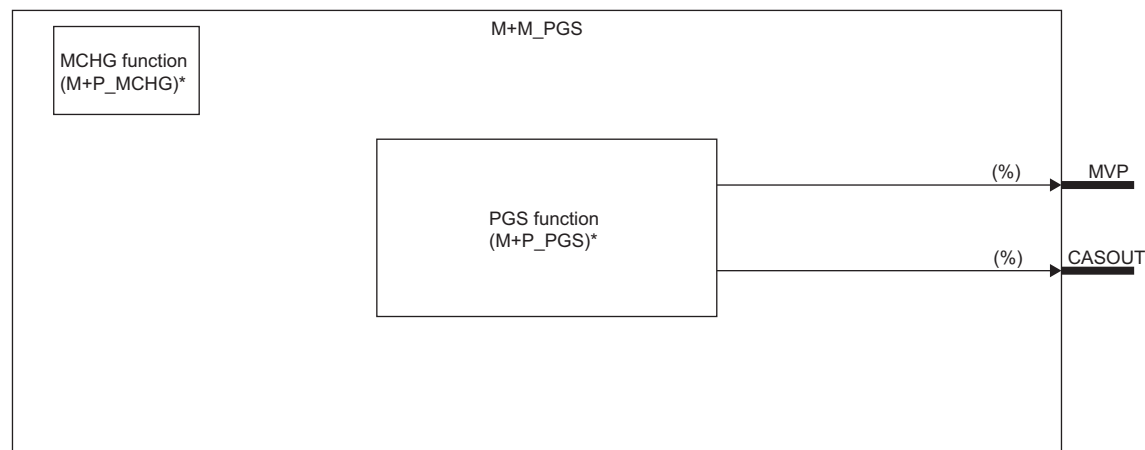 M+M_PGS
MCHG function
(M+P_MCHG)*
PGS function
(M+P_PGS)*
(%)
MVP
(%)
CASOUT